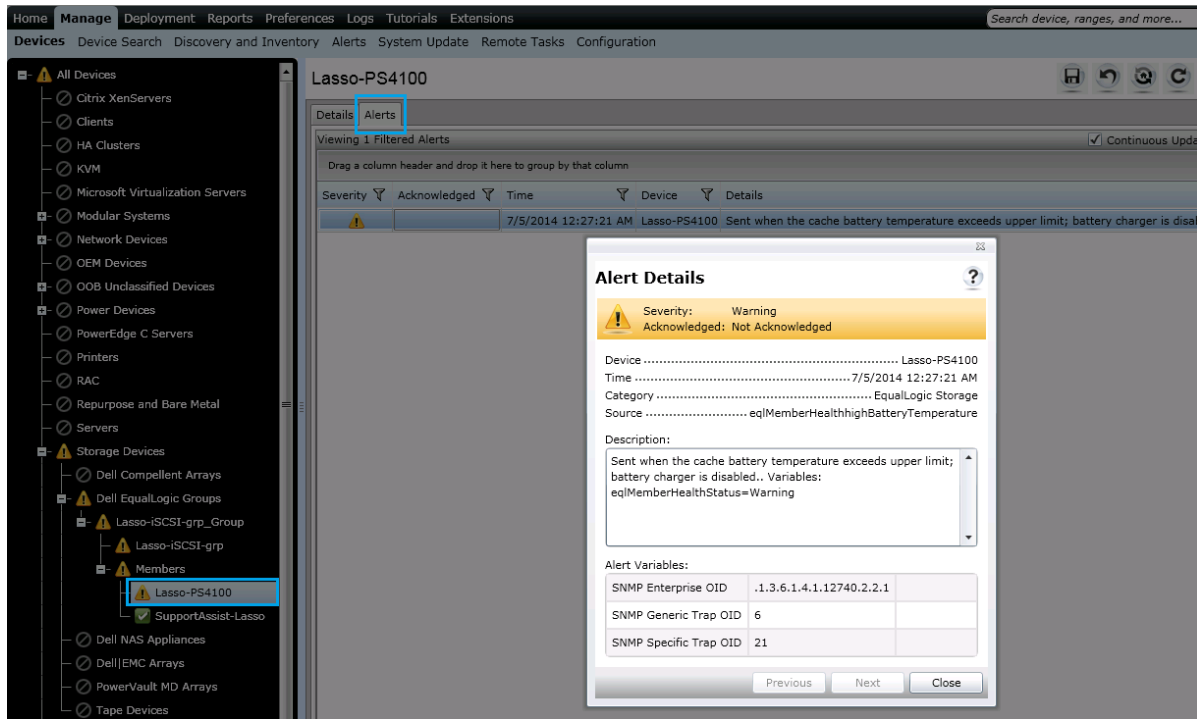 Home Manage Deployment Reports Preferences Logs Tutorials Extensions
Search device, ranges, and more...
Devices Device Search Discovery and Inventory Alerts System Update Remote Tasks Configuration
All Devices
Citrix XenServers
Clients
HA Clusters
KVM
Microsoft Virtualization Servers
Modular Systems
Network Devices
OEM Devices
OOB Unclassified Devices
Power Devices
PowerEdge C Servers
Printers
RAC
Repurpose and Bare Metal
Servers
Storage Devices
Dell Compellent Arrays
Dell EqualLogic Groups
Lasso-iSCSI-grp_Group
Lasso-iSCSI-grp
Members
Lasso-PS4100
SupportAssist-Lasso
Dell NAS Appliances
Dell|EMC Arrays
PowerVault MD Arrays
Tape Devices
Lasso-PS4100
Details Alerts
Viewing 1 Filtered Alerts
Continuous Upda
Drag a column header and drop it here to group by that column
Severity Acknowledged Time Device Details
7/5/2014 12:27:21 AM Lasso-PS4100 Sent when the cache battery temperature exceeds upper limit; battery charger is disal
Alert Details
?
Severity: Warning
Acknowledged: Not Acknowledged
Device ........................................................... Lasso-PS4100
Time ..................................................7/5/2014 12:27:21 AM
Category .................................................. EqualLogic Storage
Source ........................ eqlMemberHealthhighBatteryTemperature
Description:
Sent when the cache battery temperature exceeds upper limit;
battery charger is disabled.. Variables:
eqlMemberHealthStatus=Warning
Alert Variables:
SNMP Enterprise OID .1.3.6.1.4.1.12740.2.2.1
SNMP Generic Trap OID 6
SNMP Specific Trap OID 21
Previous Next Close